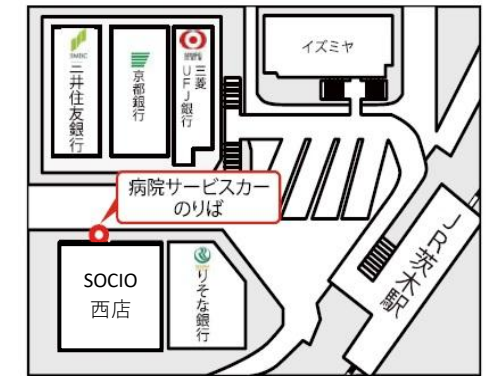 イズミヤ
SMBC
三井住友銀行
京都銀行
三菱
UFJ銀行
病院サービスカー
のりば
SOCIO
西店
りそな銀行
JR茨木駅